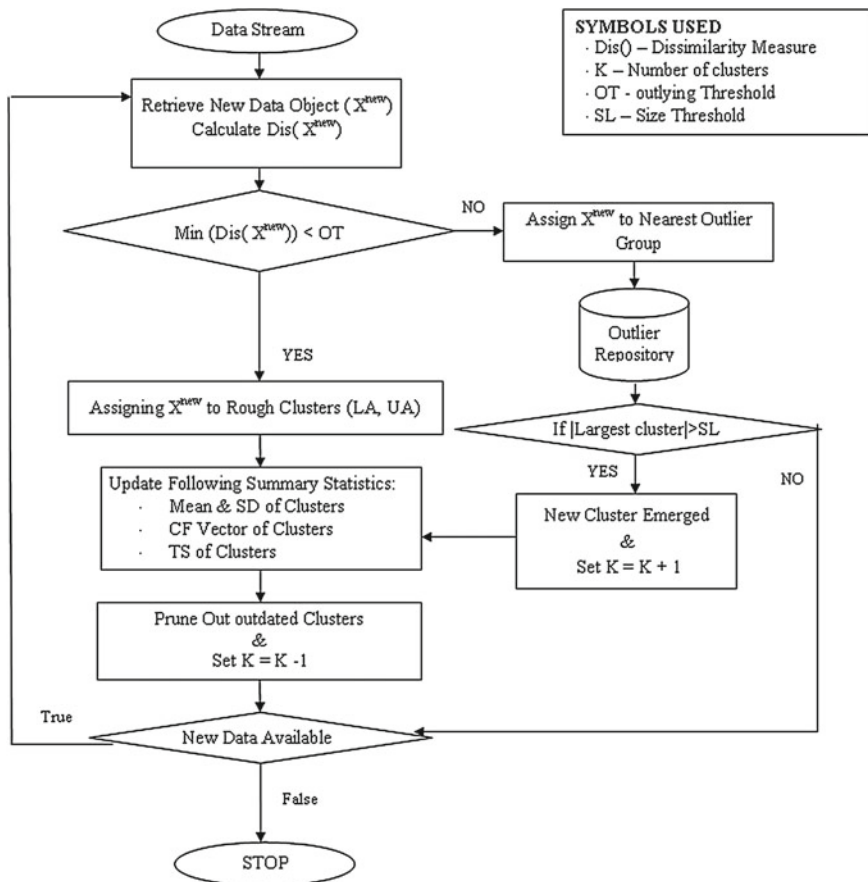 Data Stream
SYMBOLS USED
· Dis() – Dissimilarity Measure
· K – Number of clusters
· OT - outlying Threshold
· SL – Size Threshold
Retrieve New Data Object ( X^new)
Calculate Dis( X^new)
Min (Dis( X^new)) < OT
NO
Assign X^new to Nearest Outlier
Group
Outlier
Repository
YES
Assigning X^new to Rough Clusters (LA, UA)
If |Largest cluster|>SL
YES
NO
Update Following Summary Statistics:
· Mean & SD of Clusters
· CF Vector of Clusters
· TS of Clusters
New Cluster Emerged
&
Set K = K + 1
Prune Out outdated Clusters
&
Set K = K -1
True
New Data Available
False
STOP